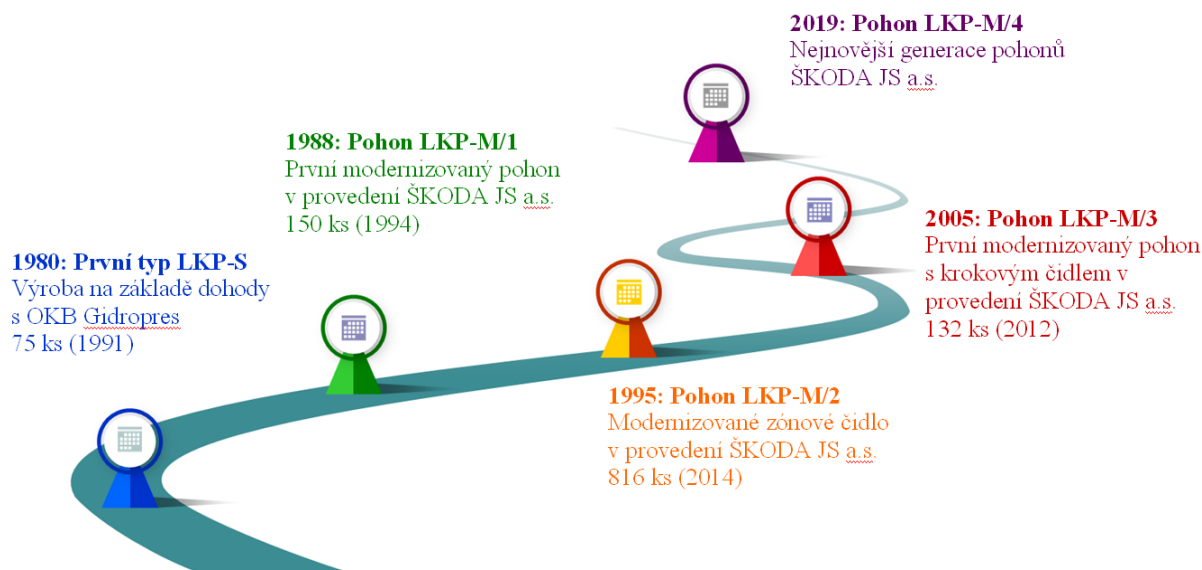 1980: První typ LKP-S
Výroba na základě dohody
s OKB Gidropres
75 ks (1991)
1988: Pohon LKP-M/1
První modernizovaný pohon
v provedení ŠKODA JS a.s.
150 ks (1994)
1995: Pohon LKP-M/2
Modernizované zónové čidlo
v provedení ŠKODA JS a.s.
816 ks (2014)
2005: Pohon LKP-M/3
První modernizovaný pohon
s krokovým čidlem v
provedení ŠKODA JS a.s.
132 ks (2012)
2019: Pohon LKP-M/4
Nejnovější generace pohonů
ŠKODA JS a.s.